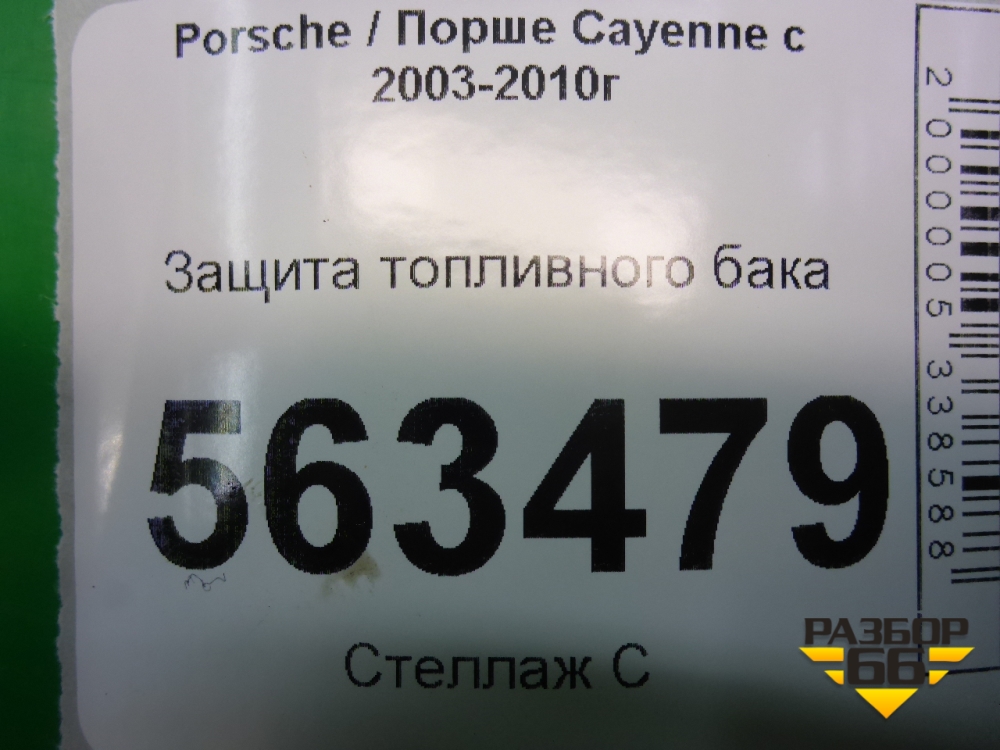 Porsche / Порше Cayenne с
2003-2010г
Защита топливного бака
563479
Стеллаж С
2000005338588
РАЗБОР
66